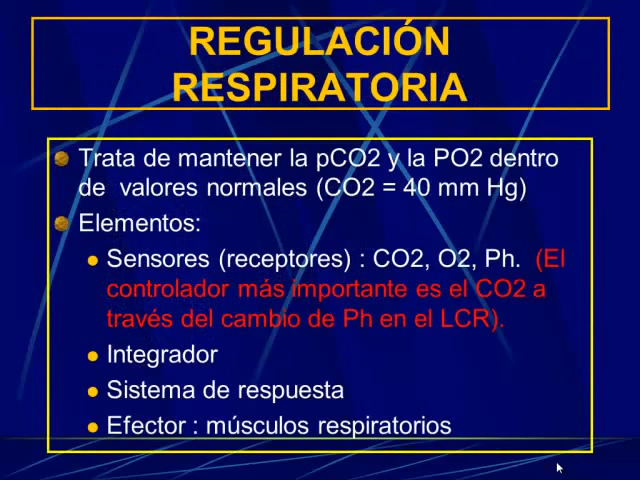 REGULACIÓN
RESPIRATORIA
Trata de mantener la pCO2 y la PO2 dentro
de valores normales (CO2 = 40 mm Hg)
Elementos:
Sensores (receptores) : CO2, O2, Ph. (El
controlador más importante es el CO2 a
través del cambio de Ph en el LCR).
Integrador
Sistema de respuesta
Efector : músculos respiratorios